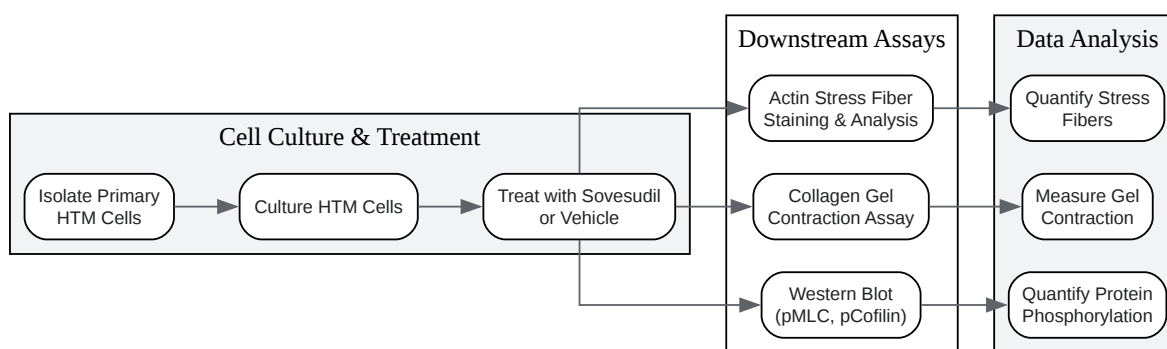 Cell Culture & Treatment
Isolate Primary
HTM Cells
Culture HTM Cells
Treat with Sovesudil
or Vehicle
Downstream Assays
Actin Stress Fiber
Staining & Analysis
Collagen Gel
Contraction Assay
Western Blot
(pMLC, pCofilin)
Data Analysis
Quantify Stress
Fibers
Measure Gel
Contraction
Quantify Protein
Phosphorylation